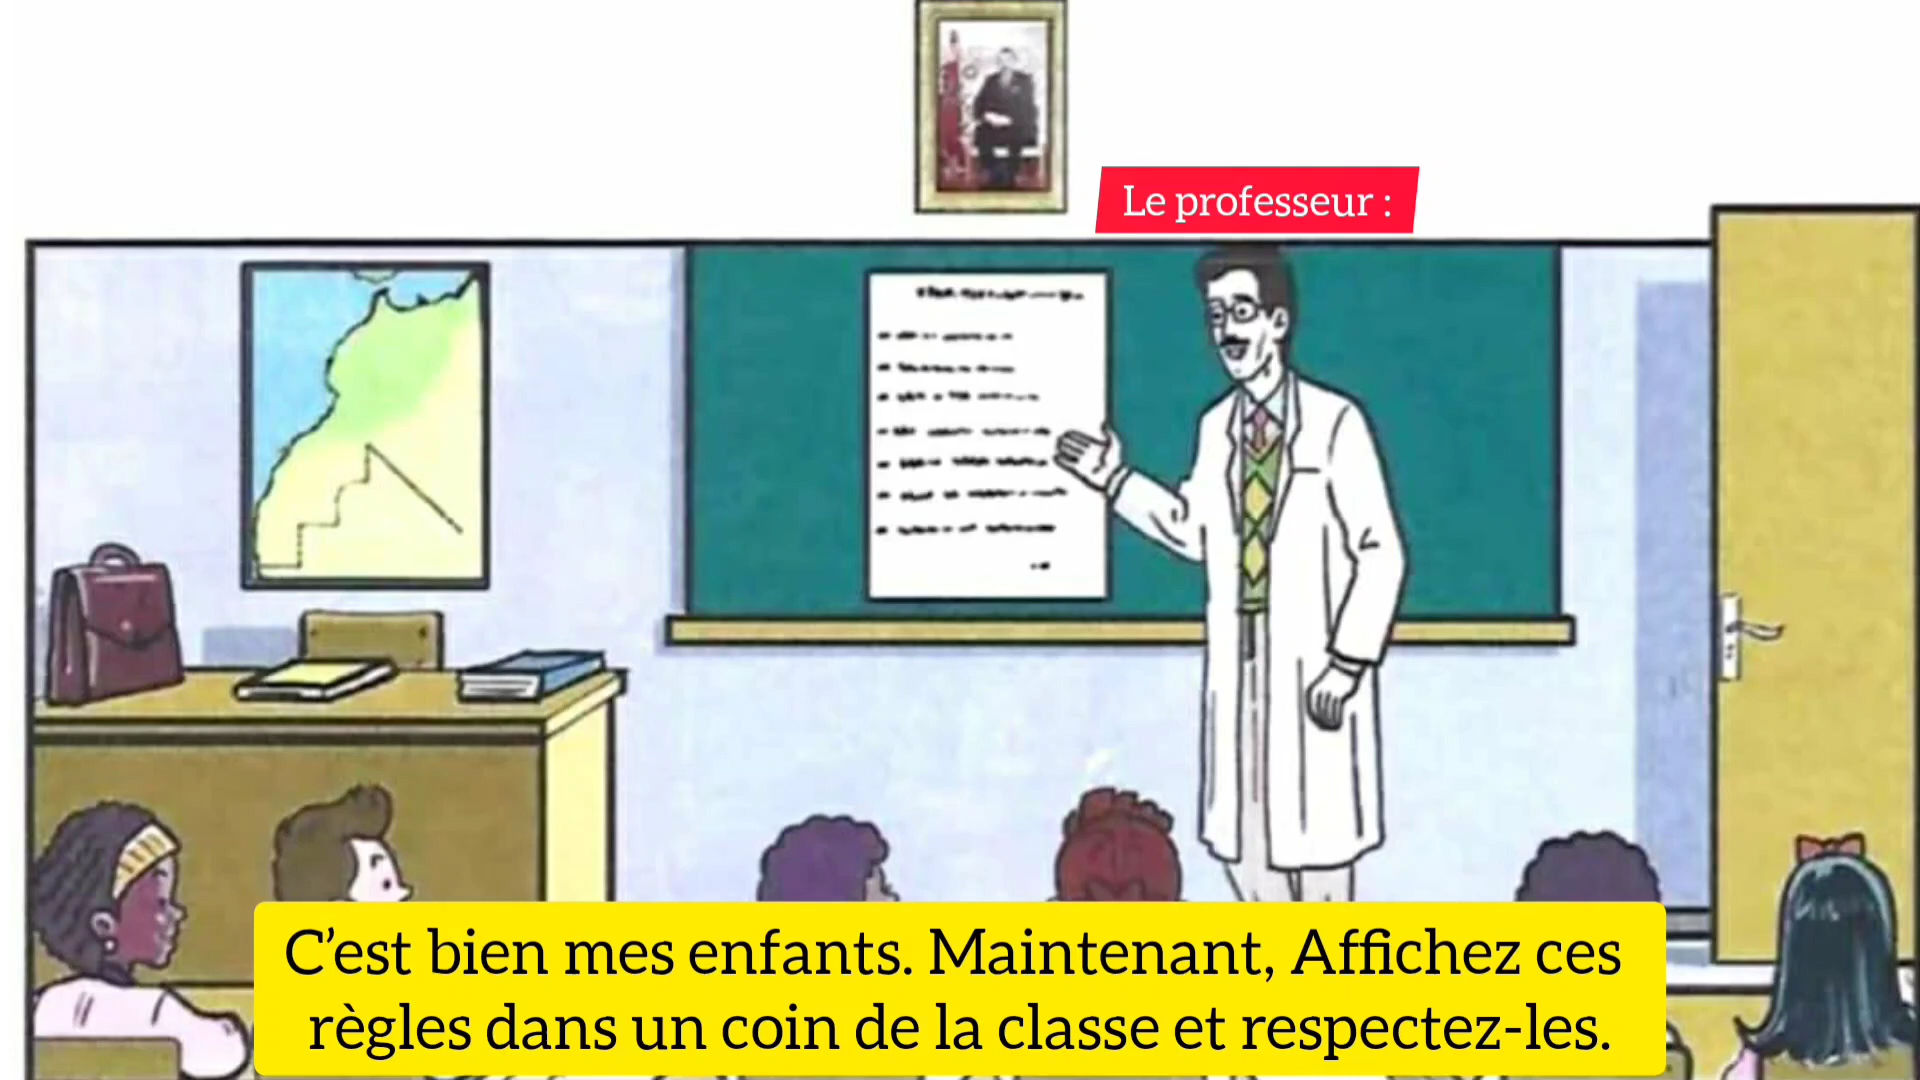 Le professeur :
C’est bien mes enfants. Maintenant, Affichez ces
règles dans un coin de la classe et respectez-les.